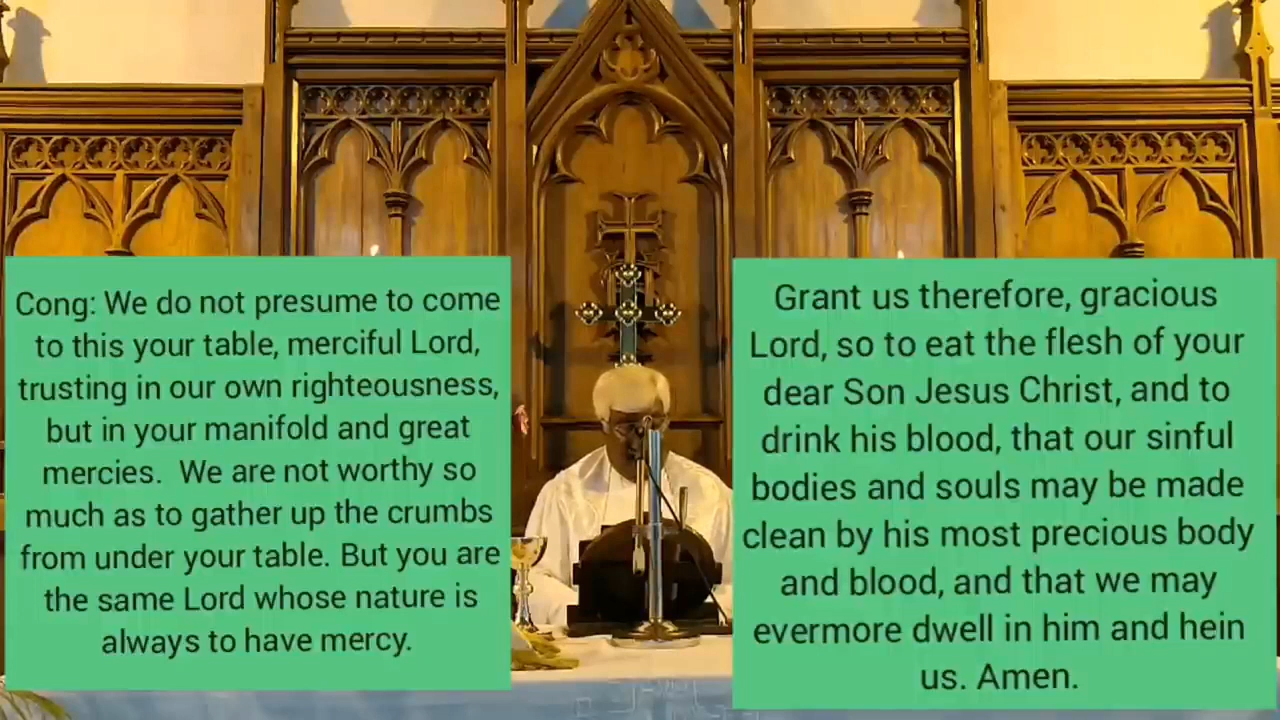 Cong: We do not presume to come
to this your table, merciful Lord,
trusting in our own righteousness,
but in your manifold and great
mercies. We are not worthy so
much as to gather up the crumbs
from under your table. But you are
the same Lord whose nature is
always to have mercy.
Grant us therefore, gracious
Lord, so to eat the flesh of your
dear Son Jesus Christ, and to
drink his blood, that our sinful
bodies and souls may be made
clean by his most precious body
and blood, and that we may
evermore dwell in him and hein
us. Amen.